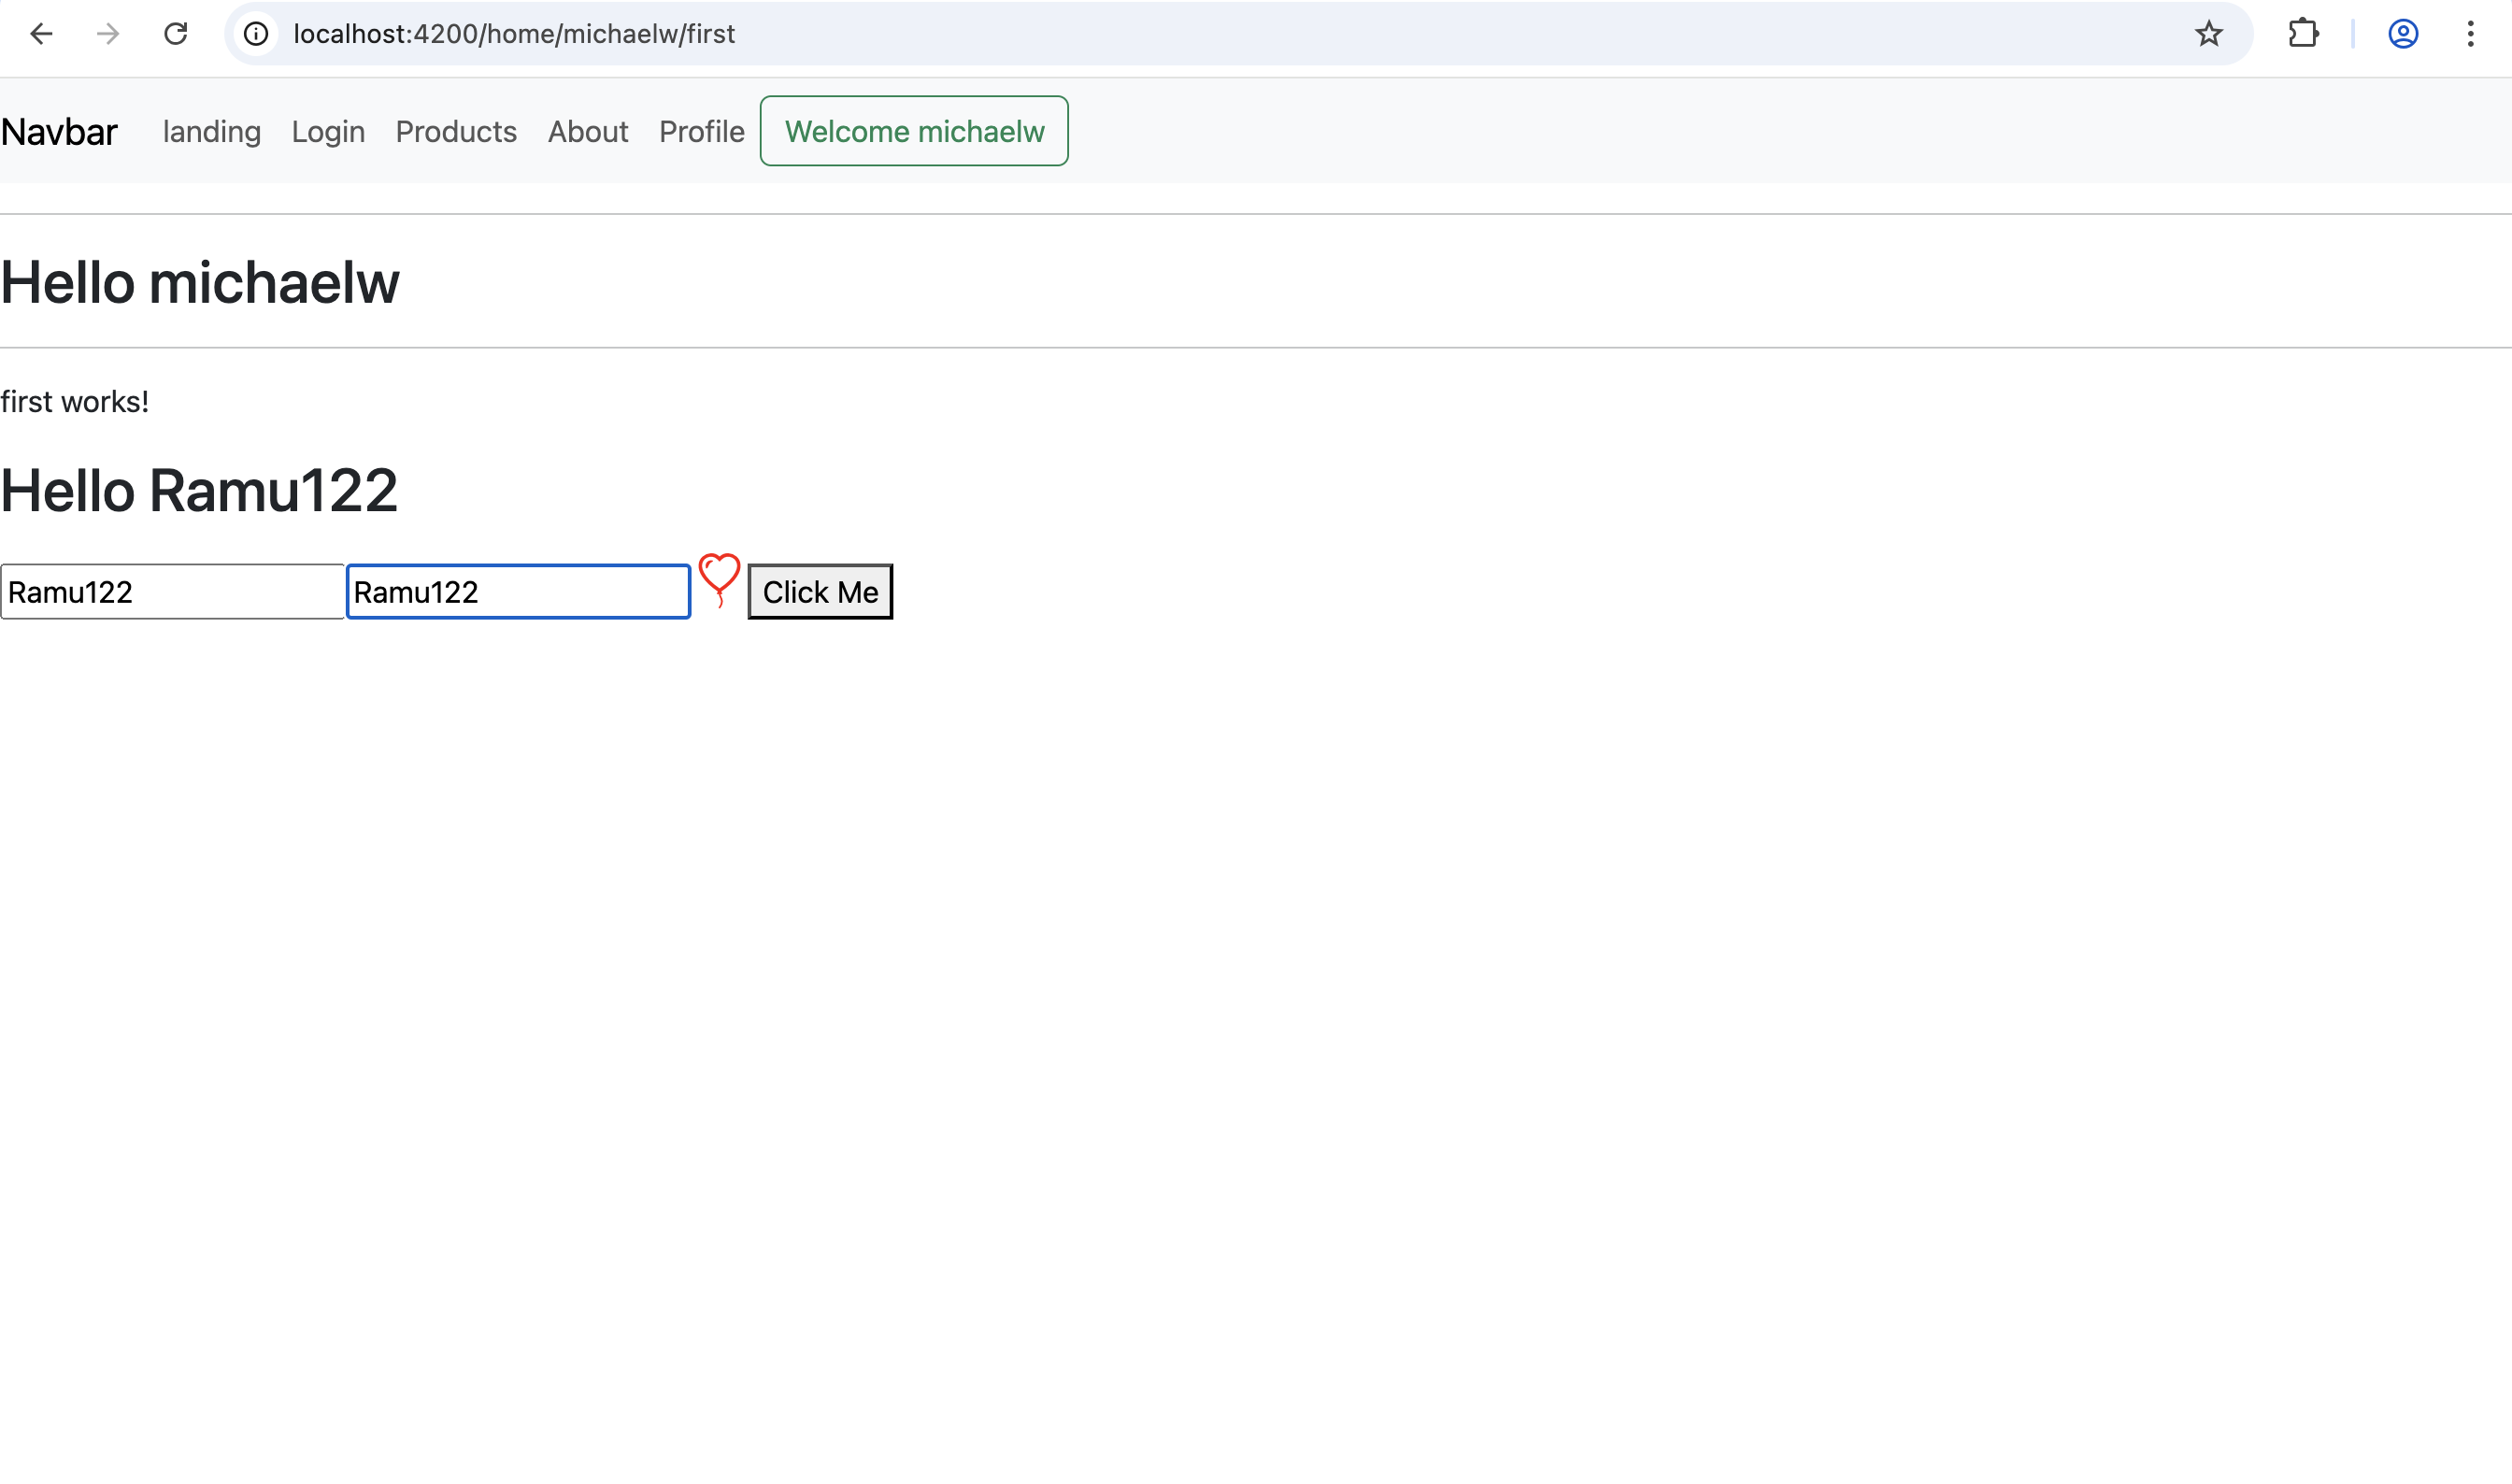 localhost:4200/home/michaelw/first
Navbar landing Login Products About Profile Welcome michaelw
Hello michaelw
first works!
Hello Ramu122
Ramu122 Ramu122 Click Me